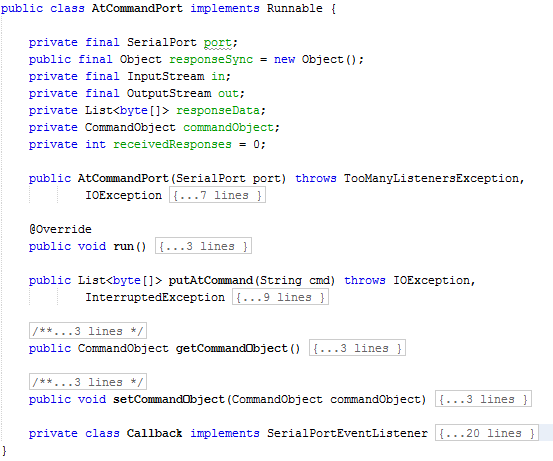 public class AtCommandPort implements Runnable {
private final SerialPort port;
public final Object responseSync = new Object();
private final InputStream in;
private final OutputStream out;
private List<byte[]> responseData;
private CommandObject commandObject;
private int receivedResponses = 0;
public AtCommandPort(SerialPort port) throws TooManyListenersException,
IOException {...7 lines }
@Override
public void run() {...3 lines }
public List<byte[]> putAtCommand(String cmd) throws IOException,
InterruptedException {...9 lines }
/**...3 lines */
public CommandObject getCommandObject() {...3 lines }
/**...3 lines */
public void setCommandObject(CommandObject commandObject) {...3 lines }
private class Callback implements SerialPortEventListener {...20 lines }
}